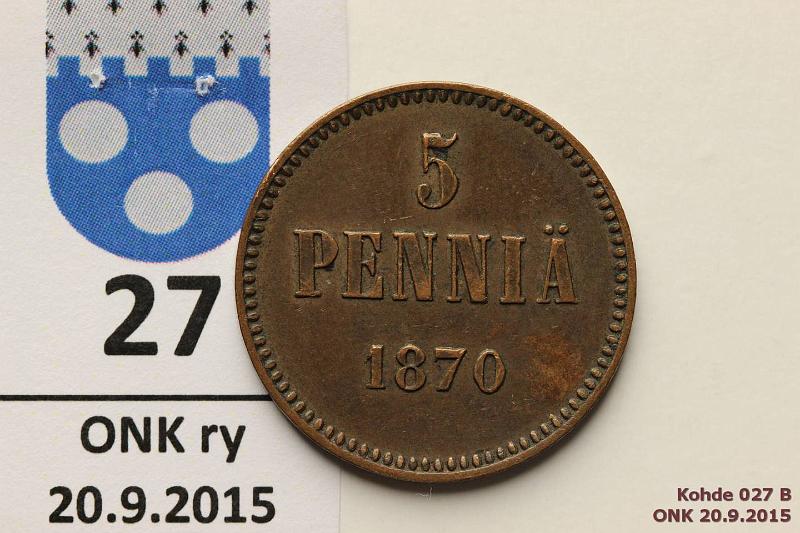 27
ONK ry
20.9.2015
5
PENNIÄ
1870
Kohde 027 B
ONK 20.9.2015